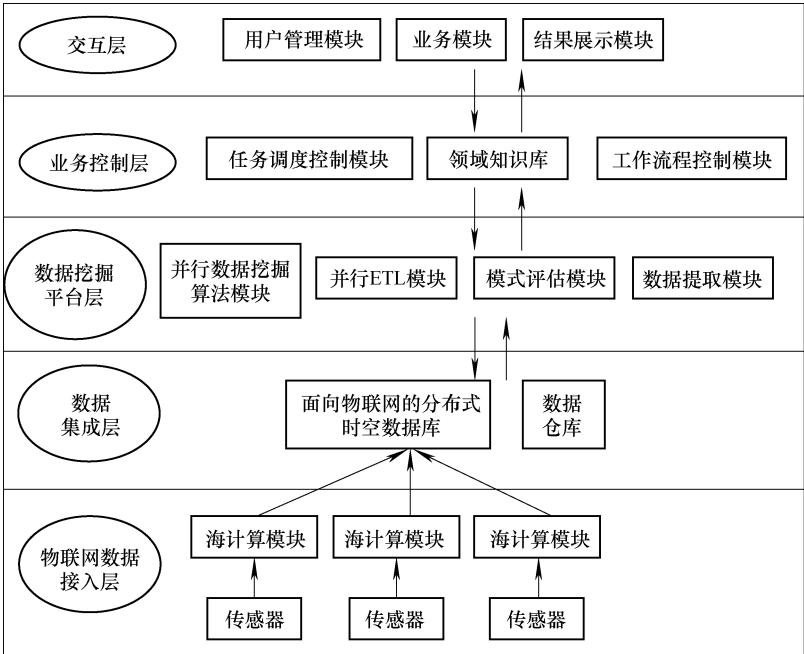 交互层
用户管理模块
业务模块
结果展示模块
业务控制层
任务调度控制模块
领域知识库
工作流程控制模块
数据挖掘
平台层
并行数据挖掘
算法模块
并行ETL模块
模式评估模块
数据提取模块
数据
集成层
面向物联网的分布式
时空数据库
数据
仓库
物联网数据
接入层
海计算模块
海计算模块
海计算模块
传感器
传感器
传感器